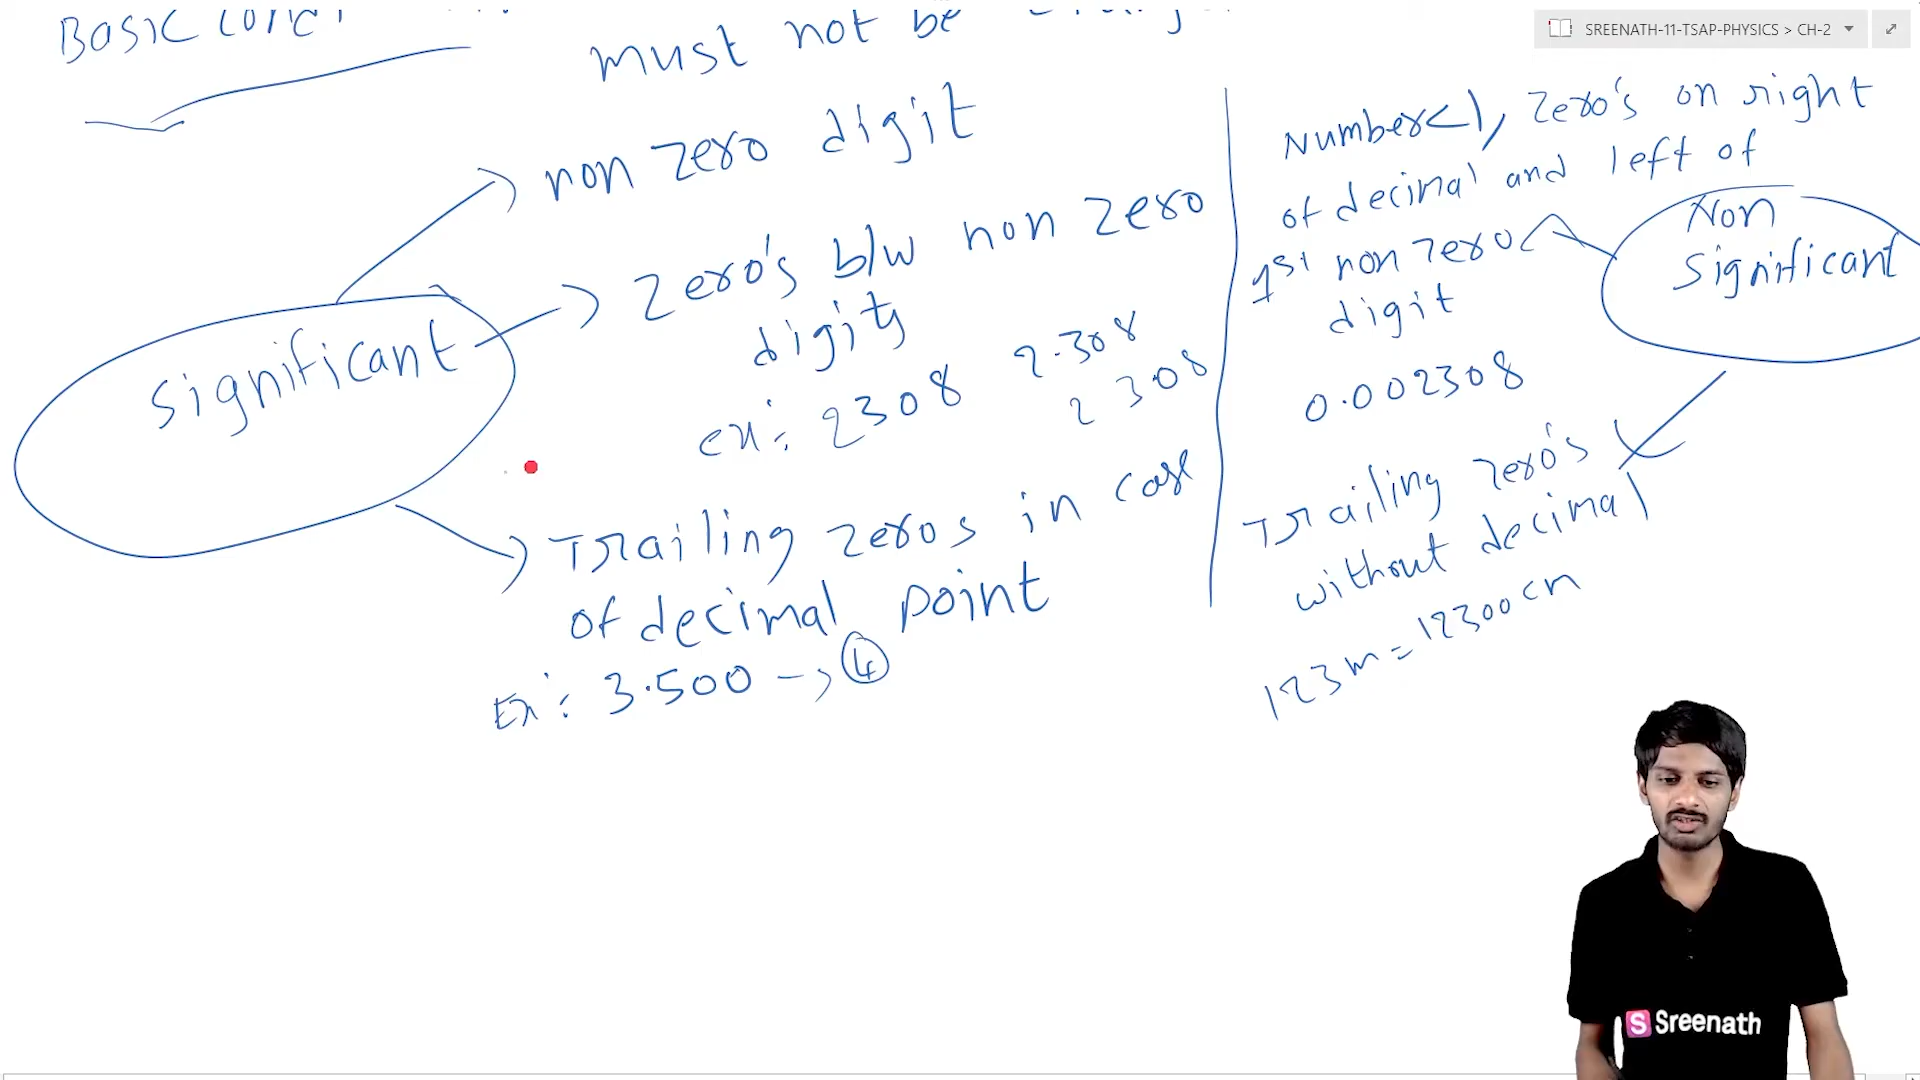 Basic
must not be
SREENATH-11-TSAP-PHYSICS > CH-2
non zero digit
zero's b/w non zero
digits
ex: 2308 2.308
2 3.08
significant
Trailing zeros in case
of decimal point
Ex: 3.500 → 4
Number<1, zero's on right
of decimal and left of
1st non zero
digit
0.002308
Non
significant
Trailing zero's
without decimal
123m = 12300cm
S Sreenath